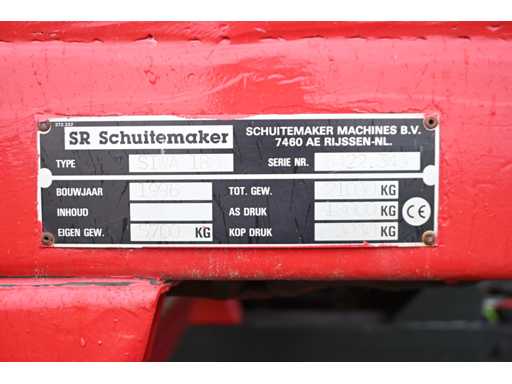 SR Schuitemaker
SCHUITEMAKER MACHINES B.V.
7460 AE RIJSSEN-NL.
TYPE
SERIE NR.
BOUWJAAR 1996 TOT. GEW. KG
INHOUD AS DRUK KG
EIGEN GEW. 5700 KG KOP DRUK KG
CE